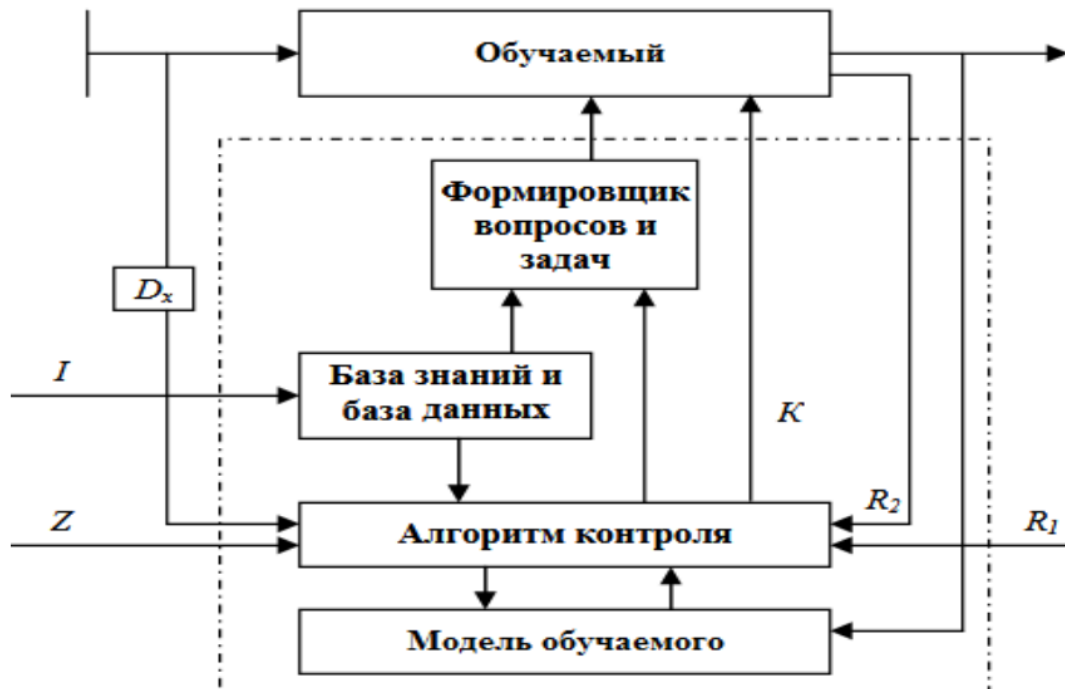 Обучаемый
Формировщик
вопросов и
задач
Dₓ
I
База знаний и
база данных
К
Z
Алгоритм контроля
R₂
R₁
Модель обучаемого